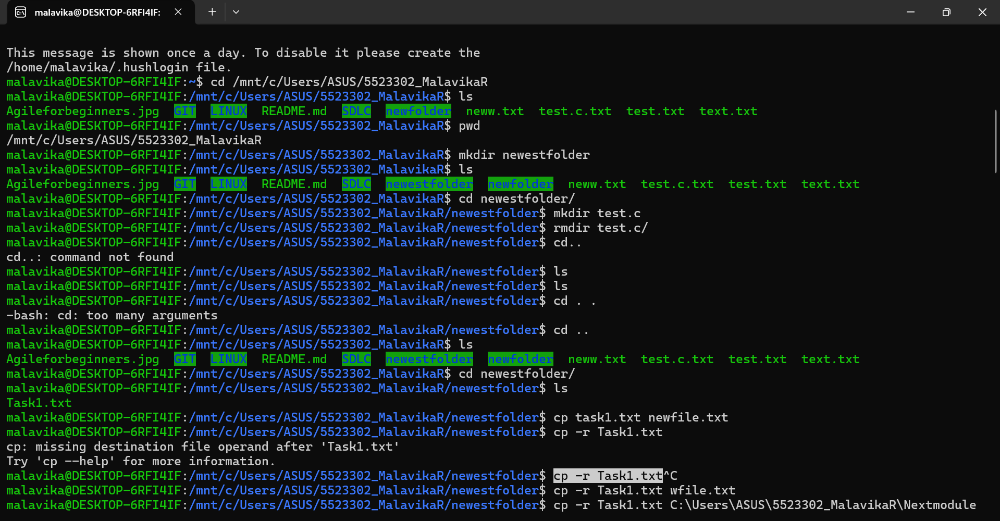 malavika@DESKTOP-6RFI4IF:
This message is shown once a day. To disable it please create the
/home/malavika/.hushlogin file.
malavika@DESKTOP-6RFI4IF:~$ cd /mnt/c/Users/ASUS/5523302_MalavikaR
malavika@DESKTOP-6RFI4IF:/mnt/c/Users/ASUS/5523302_MalavikaR$ ls
Agileforbeginners.jpg  GIT  LINUX  README.md  SDLC  newfolder  neww.txt  test.c.txt  test.txt  text.txt
malavika@DESKTOP-6RFI4IF:/mnt/c/Users/ASUS/5523302_MalavikaR$ pwd
/mnt/c/Users/ASUS/5523302_MalavikaR
malavika@DESKTOP-6RFI4IF:/mnt/c/Users/ASUS/5523302_MalavikaR$ mkdir newestfolder
malavika@DESKTOP-6RFI4IF:/mnt/c/Users/ASUS/5523302_MalavikaR$ ls
Agileforbeginners.jpg  GIT  LINUX  README.md  SDLC  newestfolder  newfolder  neww.txt  test.c.txt  test.txt  text.txt
malavika@DESKTOP-6RFI4IF:/mnt/c/Users/ASUS/5523302_MalavikaR$ cd newestfolder/
malavika@DESKTOP-6RFI4IF:/mnt/c/Users/ASUS/5523302_MalavikaR/newestfolder$ mkdir test.c
malavika@DESKTOP-6RFI4IF:/mnt/c/Users/ASUS/5523302_MalavikaR/newestfolder$ rmdir test.c/
malavika@DESKTOP-6RFI4IF:/mnt/c/Users/ASUS/5523302_MalavikaR/newestfolder$ cd..
cd..: command not found
malavika@DESKTOP-6RFI4IF:/mnt/c/Users/ASUS/5523302_MalavikaR/newestfolder$ ls
malavika@DESKTOP-6RFI4IF:/mnt/c/Users/ASUS/5523302_MalavikaR/newestfolder$ ls
malavika@DESKTOP-6RFI4IF:/mnt/c/Users/ASUS/5523302_MalavikaR/newestfolder$ cd . .
-bash: cd: too many arguments
malavika@DESKTOP-6RFI4IF:/mnt/c/Users/ASUS/5523302_MalavikaR/newestfolder$ cd ..
malavika@DESKTOP-6RFI4IF:/mnt/c/Users/ASUS/5523302_MalavikaR$ ls
Agileforbeginners.jpg  GIT  LINUX  README.md  SDLC  newestfolder  newfolder  neww.txt  test.c.txt  test.txt  text.txt
malavika@DESKTOP-6RFI4IF:/mnt/c/Users/ASUS/5523302_MalavikaR$ cd newestfolder/
malavika@DESKTOP-6RFI4IF:/mnt/c/Users/ASUS/5523302_MalavikaR/newestfolder$ ls
Task1.txt
malavika@DESKTOP-6RFI4IF:/mnt/c/Users/ASUS/5523302_MalavikaR/newestfolder$ cp task1.txt newfile.txt
malavika@DESKTOP-6RFI4IF:/mnt/c/Users/ASUS/5523302_MalavikaR/newestfolder$ cp -r Task1.txt
cp: missing destination file operand after 'Task1.txt'
Try 'cp --help' for more information.
malavika@DESKTOP-6RFI4IF:/mnt/c/Users/ASUS/5523302_MalavikaR/newestfolder$ cp -r Task1.txt^C
malavika@DESKTOP-6RFI4IF:/mnt/c/Users/ASUS/5523302_MalavikaR/newestfolder$ cp -r Task1.txt wfile.txt
malavika@DESKTOP-6RFI4IF:/mnt/c/Users/ASUS/5523302_MalavikaR/newestfolder$ cp -r Task1.txt C:\Users\ASUS\5523302_MalavikaR\Nextmodule